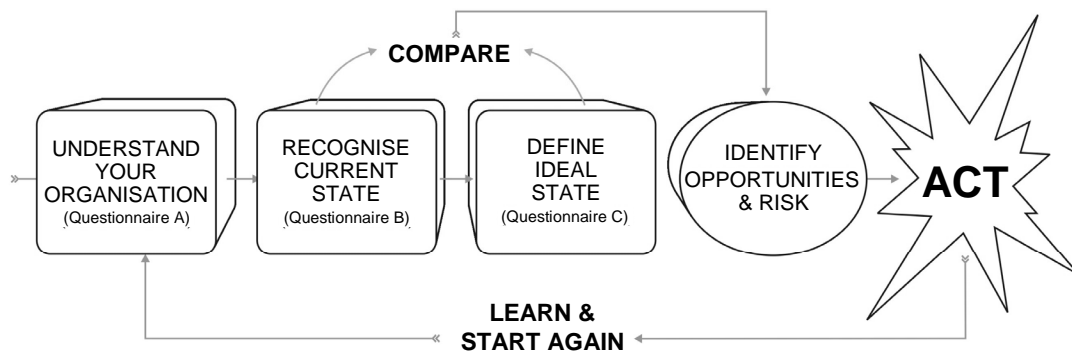 COMPARE
UNDERSTAND
YOUR
ORGANISATION
(Questionnaire A)
RECOGNISE
CURRENT
STATE
(Questionnaire B)
DEFINE
IDEAL
STATE
(Questionnaire C)
IDENTIFY
OPPORTUNITIES
& RISK
ACT
LEARN &
START AGAIN